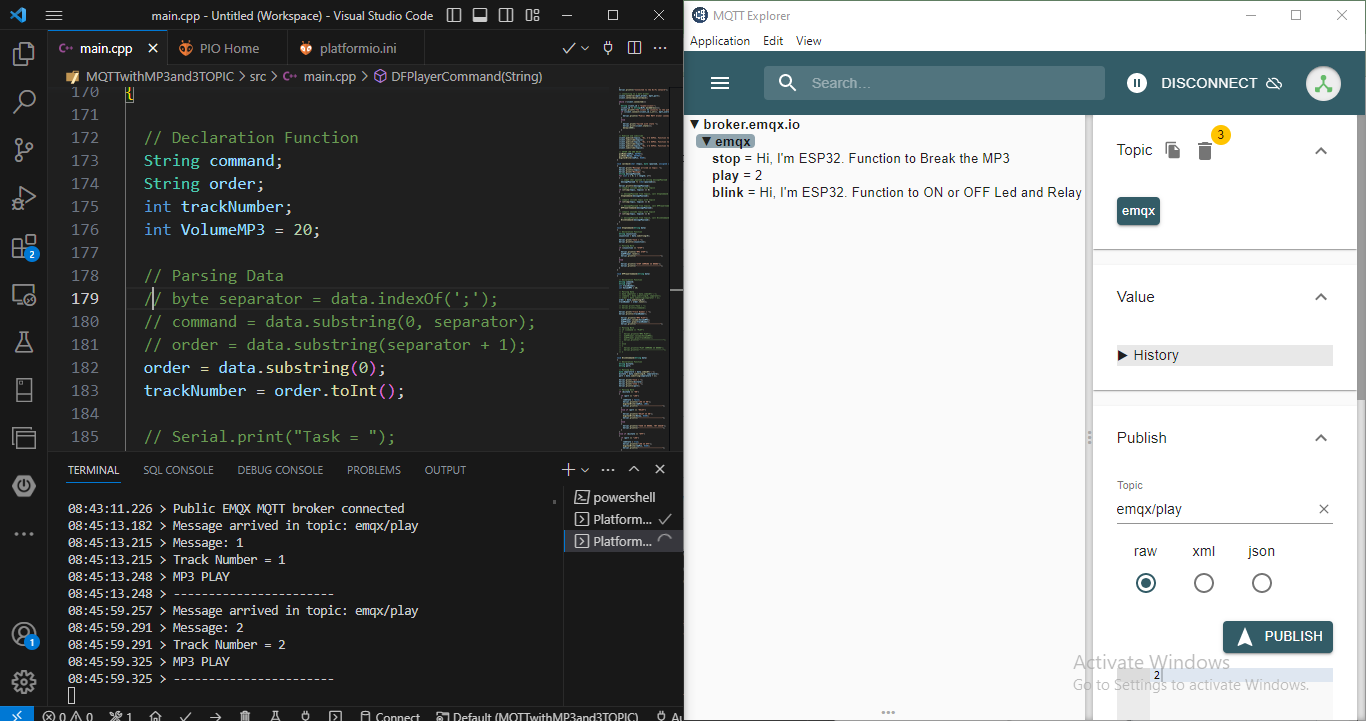 main.cpp - Untitled (Workspace) - Visual Studio Code
main.cpp
PIO Home
platformio.ini
MQTTwithMP3and3TOPIC > src > main.cpp > DFPlayerCommand(String)
170 {
171
172 // Declaration Function
173 String command;
174 String order;
175 int trackNumber;
176 int VolumeMP3 = 20;
177
178 // Parsing Data
179 // byte separator = data.indexOf(';');
180 // command = data.substring(0, separator);
181 // order = data.substring(separator + 1);
182 order = data.substring(0);
183 trackNumber = order.toInt();
184
185 // Serial.print("Task = ");
2
1
TERMINAL
SQL CONSOLE
DEBUG CONSOLE
PROBLEMS
OUTPUT
08:43:11.226 > Public EMQX MQTT broker connected
08:45:13.182 > Message arrived in topic: emqx/play
08:45:13.215 > Message: 1
08:45:13.215 > Track Number = 1
08:45:13.248 > MP3 PLAY
08:45:13.248 > -----------------------
08:45:59.257 > Message arrived in topic: emqx/play
08:45:59.291 > Message: 2
08:45:59.291 > Track Number = 2
08:45:59.325 > MP3 PLAY
08:45:59.325 > -----------------------
powershell
Platform...
Platform...
0 0 1 Connect Default (MQTTwithMP3and3TOPIC) Au
MQTT Explorer
Application Edit View
Search...
DISCONNECT
broker.emqx.io
emqx
stop = Hi, I'm ESP32. Function to Break the MP3
play = 2
blink = Hi, I'm ESP32. Function to ON or OFF Led and Relay
Topic
3
emqx
Value
History
Publish
Topic
emqx/play
raw xml json
PUBLISH
2
Activate Windows
Go to Settings to activate Windows.